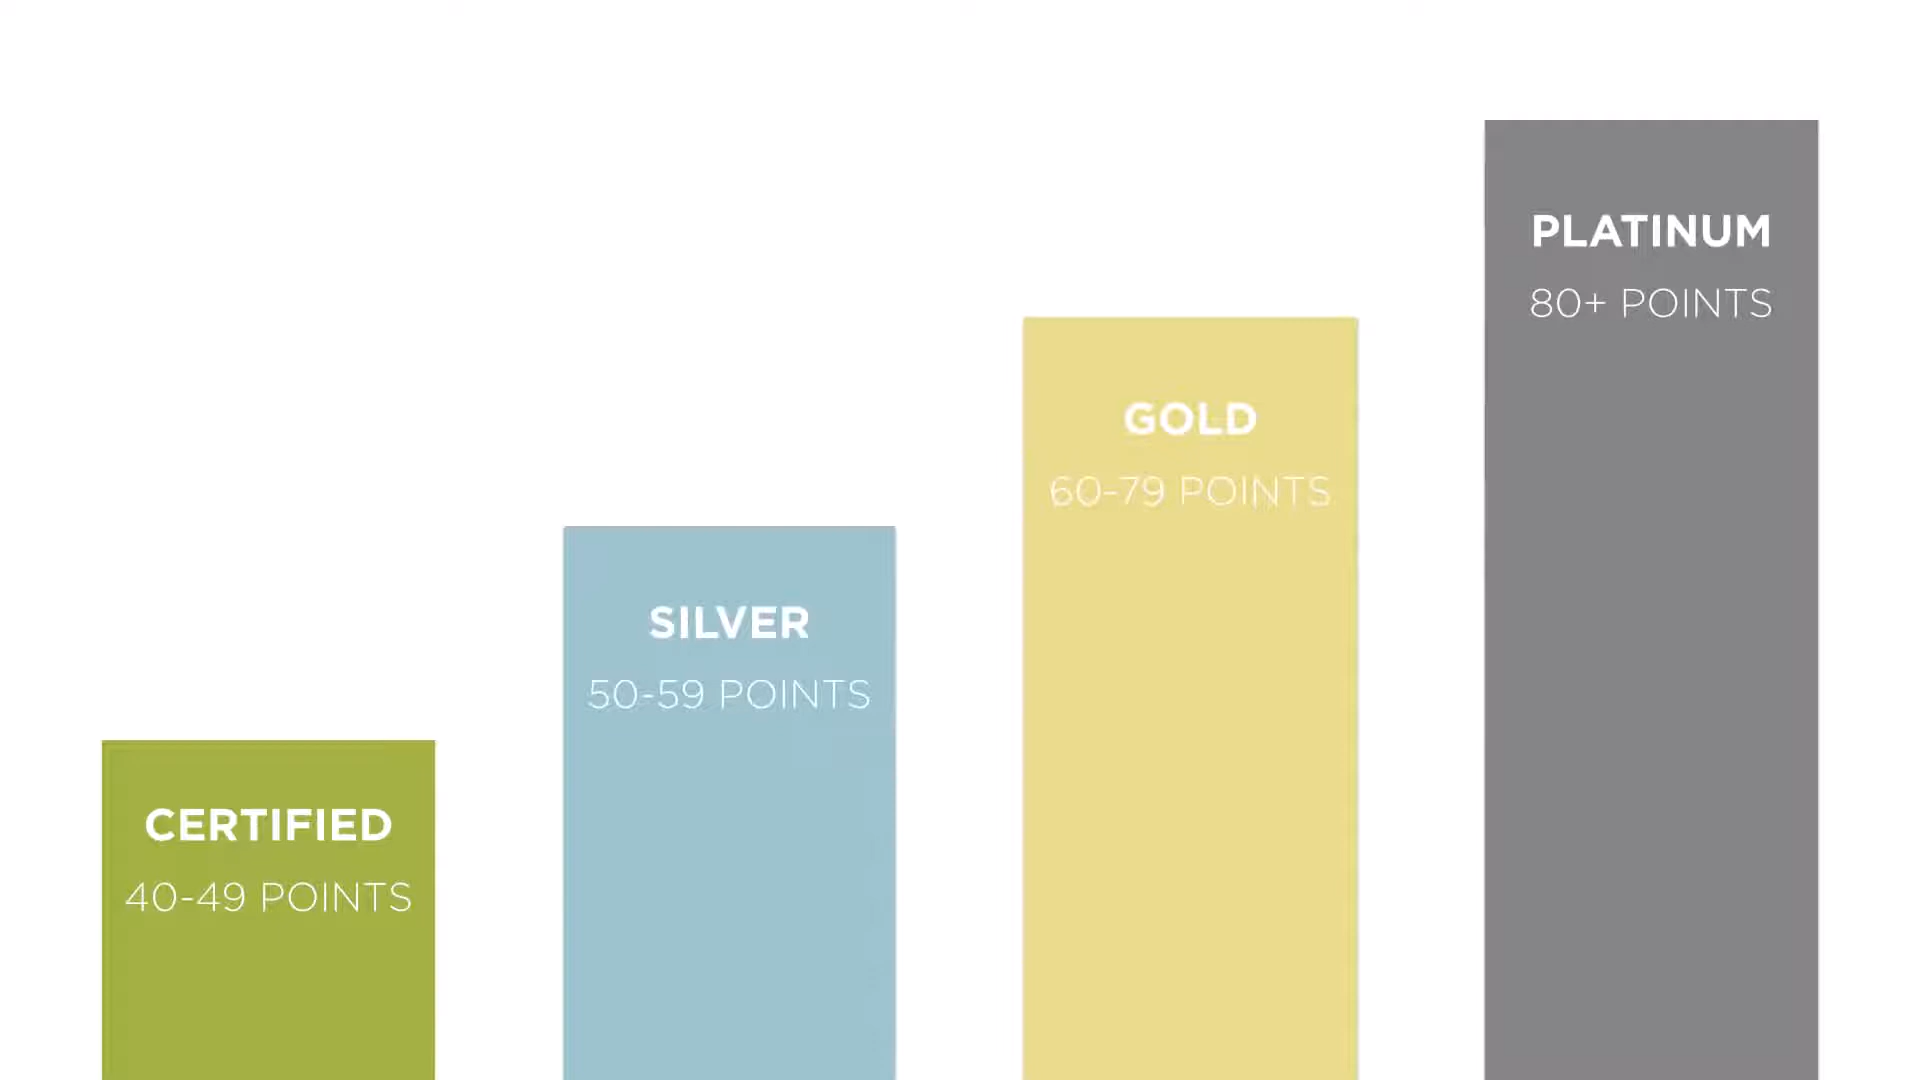 CERTIFIED
40-49 POINTS
SILVER
50-59 POINTS
GOLD
60-79 POINTS
PLATINUM
80+ POINTS